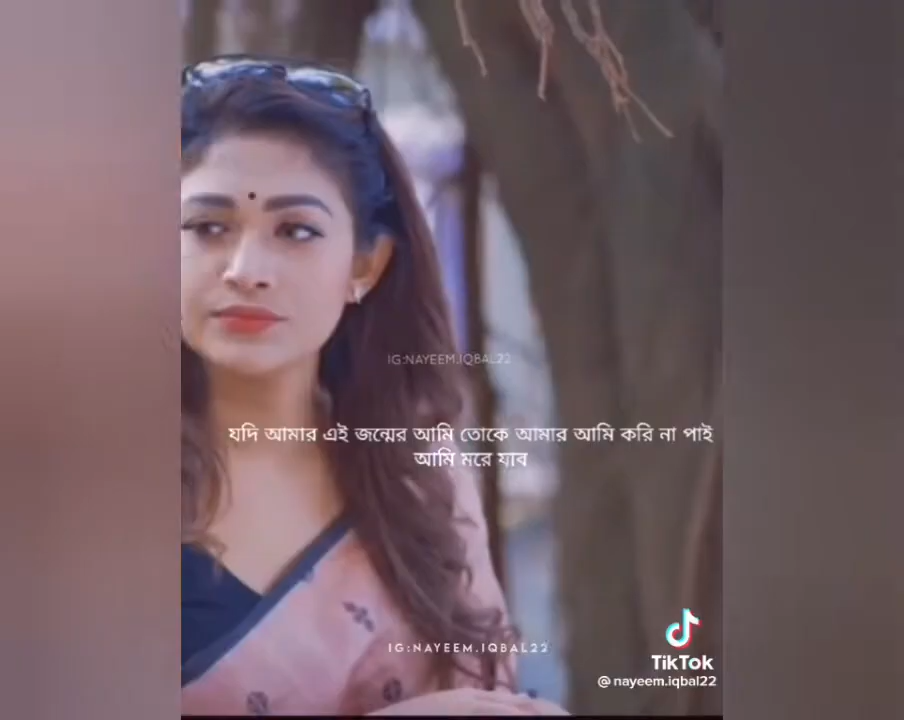 IG:NAYEEM.IQBAL22
যদি আমার এই জন্মের আমি তোকে আমার আমি করি না পাই
আমি মরে যাব
IG:NAYEEM.IQBAL22
TikTok
@nayeem.iqbal22